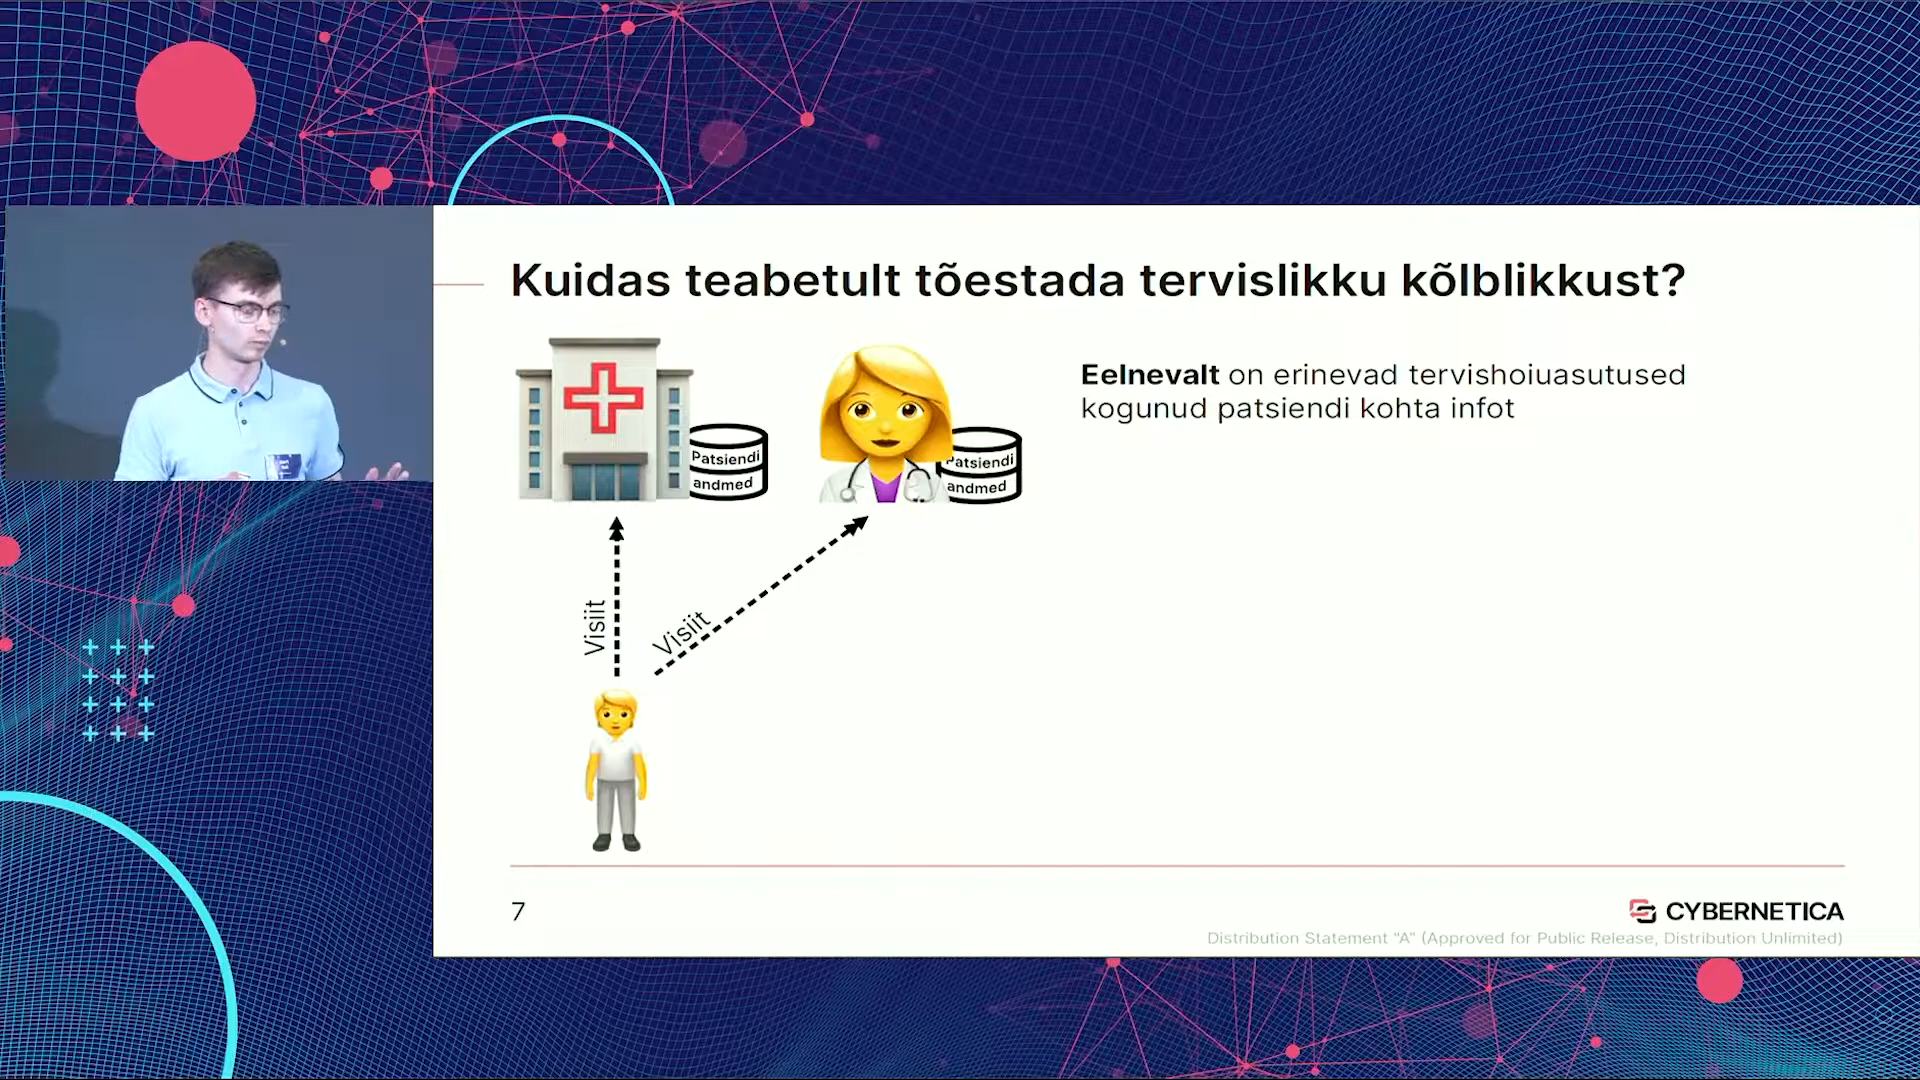 Kuidas teabetult tõestada tervislikku kõlblikkust?
Eelnevalt on erinevad tervishoiuasutused
kogunud patsiendi kohta infot
Patsiendi
andmed
Patsiendi
andmed
Visiit
Visiit
7
CYBERNETICA
Distribution Statement “A” (Approved for Public Release, Distribution Unlimited)